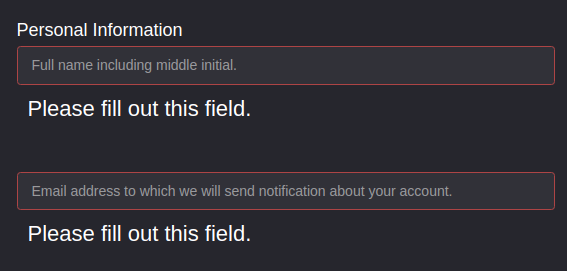 Personal Information
Full name including middle initial.
Please fill out this field.
Email address to which we will send notification about your account.
Please fill out this field.